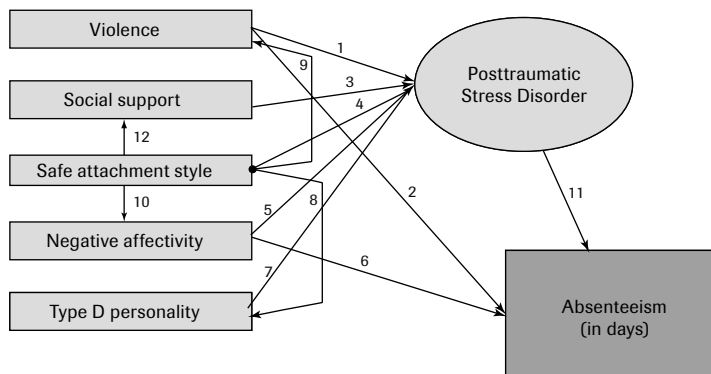 Violence
1
9
Posttraumatic
Stress Disorder
Social support
3
4
12
Safe attachment style
10
2
11
5
8
Negative affectivity
7
6
Type D personality
Absenteeism
(in days)